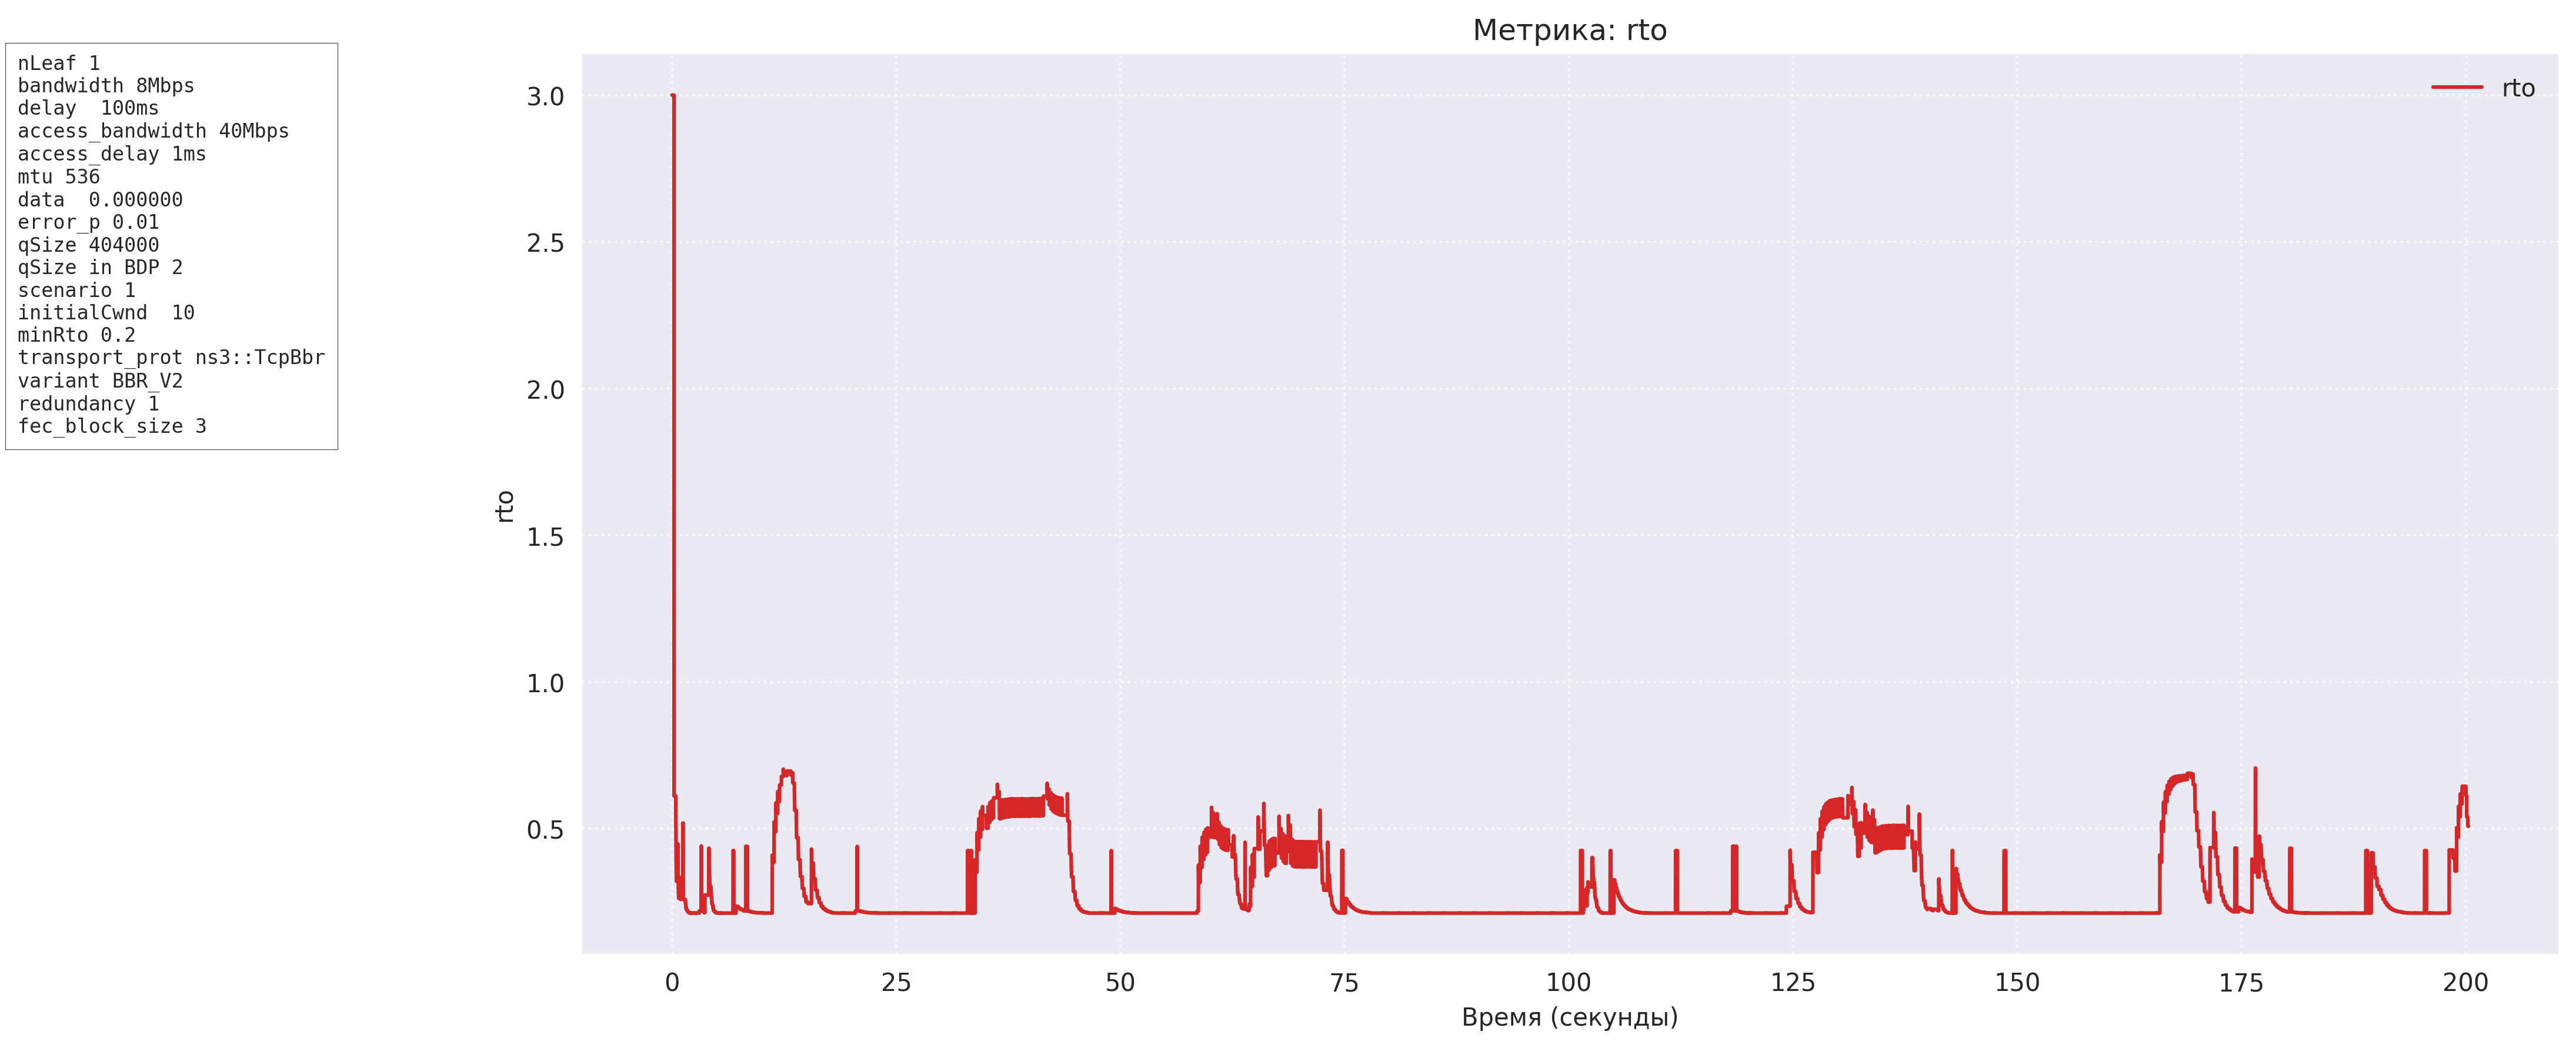 nLeaf 1
bandwidth 8Mbps
delay  100ms
access_bandwidth 40Mbps
access_delay 1ms
mtu 536
data  0.000000
error_p 0.01
qSize 404000
qSize in BDP 2
scenario 1
initialCwnd  10
minRto 0.2
transport_prot ns3::TcpBbr
variant BBR_V2
redundancy 1
fec_block_size 3
Метрика: rto
rto
3.0
2.5
2.0
1.5
1.0
0.5
rto
0 25 50 75 100 125 150 175 200
Время (секунды)